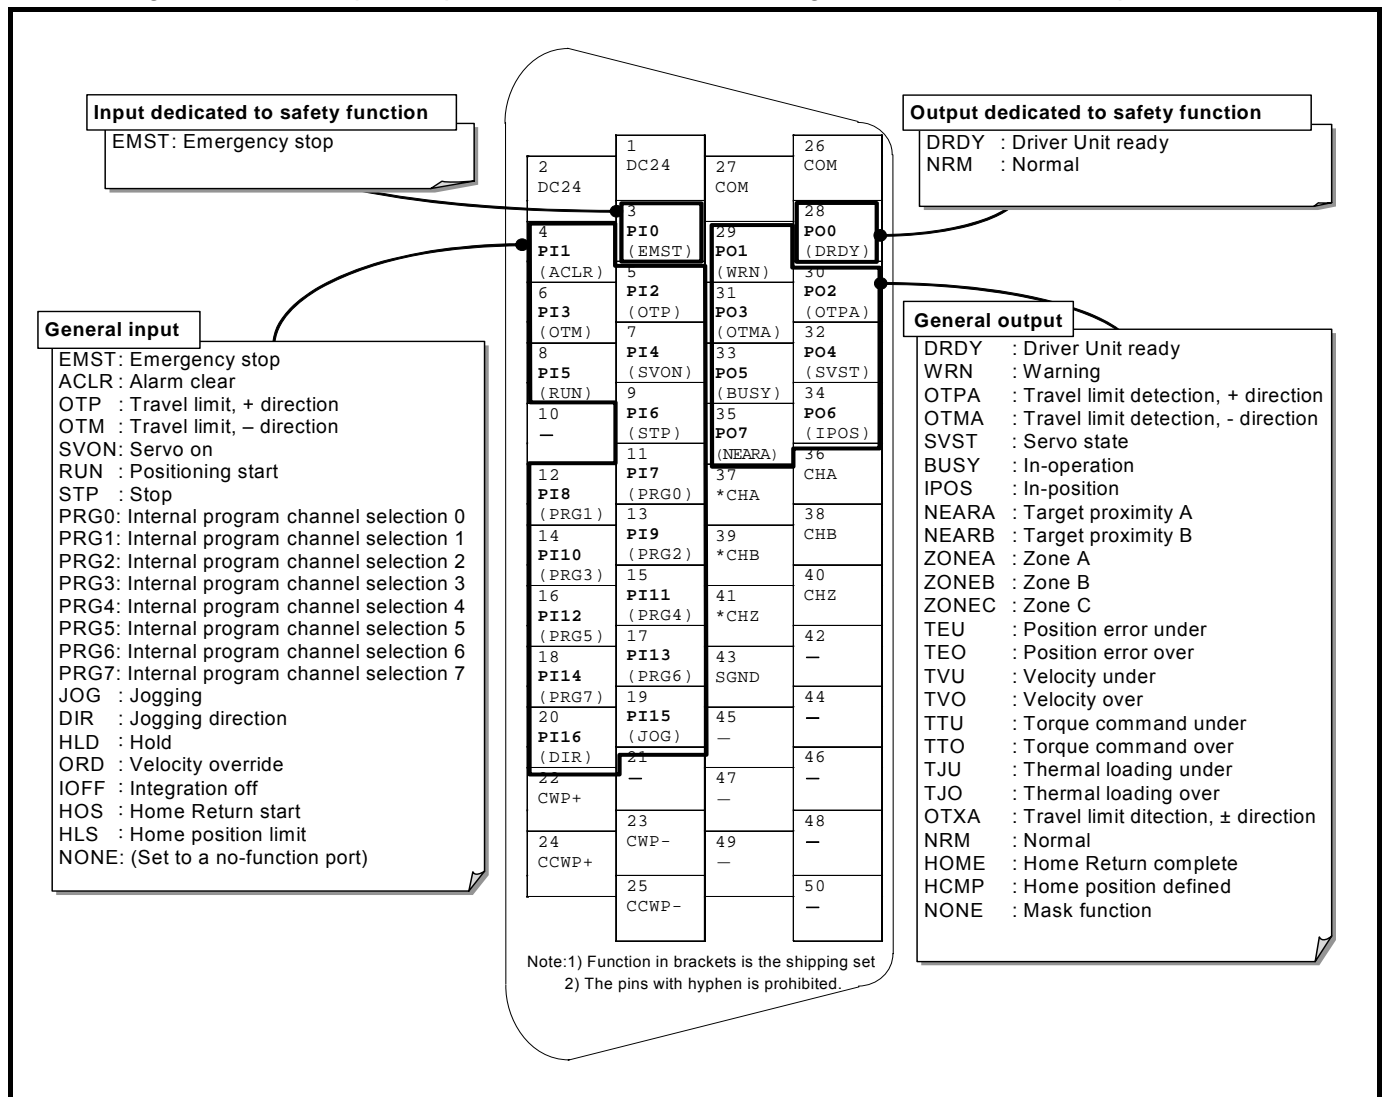 Input dedicated to safety function
EMST: Emergency stop
General input
EMST: Emergency stop
ACLR : Alarm clear
OTP : Travel limit, + direction
OTM : Travel limit, – direction
SVON: Servo on
RUN : Positioning start
STP : Stop
PRG0: Internal program channel selection 0
PRG1: Internal program channel selection 1
PRG2: Internal program channel selection 2
PRG3: Internal program channel selection 3
PRG4: Internal program channel selection 4
PRG5: Internal program channel selection 5
PRG6: Internal program channel selection 6
PRG7: Internal program channel selection 7
JOG : Jogging
DIR : Jogging direction
HLD : Hold
ORD : Velocity override
IOFF : Integration off
HOS : Home Return start
HLS : Home position limit
NONE: (Set to a no-function port)
2
DC24
4
PI1
(ACLR)
6
PI3
(OTM)
8
PI5
(RUN)
10
—
12
PI8
(PRG1)
14
PI10
(PRG3)
16
PI12
(PRG5)
18
PI14
(PRG7)
20
PI16
(DIR)
22
CWP+
24
CCWP+
1
DC24
3
PI0
(EMST)
5
PI2
(OTP)
7
PI4
(SVON)
9
PI6
(STP)
11
PI7
(PRG0)
13
PI9
(PRG2)
15
PI11
(PRG4)
17
PI13
(PRG6)
19
PI15
(JOG)
21
—
23
CWP-
25
CCWP-
27
COM
29
PO1
(WRN)
31
PO3
(OTMA)
33
PO5
(BUSY)
35
PO7
(NEARA)
37
*CHA
39
*CHB
41
*CHZ
43
SGND
45
—
47
—
49
—
26
COM
28
PO0
(DRDY)
30
PO2
(OTPA)
32
PO4
(SVST)
34
PO6
(IPOS)
36
CHA
38
CHB
40
CHZ
42
—
44
—
46
—
48
—
50
—
Note:1) Function in brackets is the shipping set
2) The pins with hyphen is prohibited.
Output dedicated to safety function
DRDY : Driver Unit ready
NRM : Normal
General output
DRDY : Driver Unit ready
WRN : Warning
OTPA : Travel limit detection, + direction
OTMA : Travel limit detection, - direction
SVST : Servo state
BUSY : In-operation
IPOS : In-position
NEARA : Target proximity A
NEARB : Target proximity B
ZONEA : Zone A
ZONEB : Zone B
ZONEC : Zone C
TEU : Position error under
TEO : Position error over
TVU : Velocity under
TVO : Velocity over
TTU : Torque command under
TTO : Torque command over
TJU : Thermal loading under
TJO : Thermal loading over
OTXA : Travel limit ditection, ± direction
NRM : Normal
HOME : Home Return complete
HCMP : Home position defined
NONE : Mask function